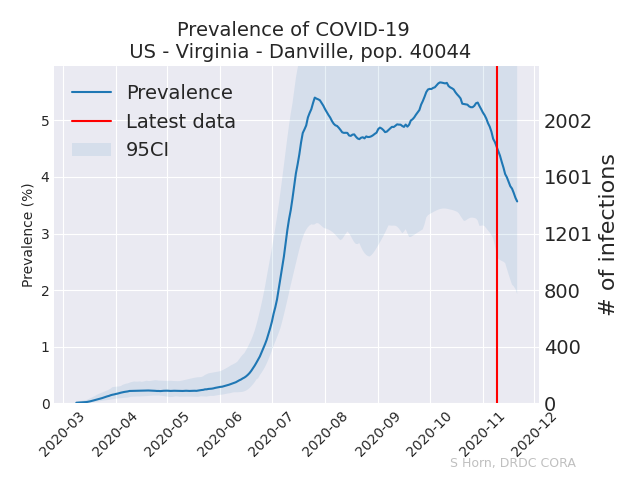 Prevalence of COVID-19
US - Virginia - Danville, pop. 40044
Prevalence
Latest data
95CI
Prevalence (%)
5
4
3
2
1
0
2002
1601
1201
800
400
0
# of infections
2020-03
2020-04
2020-05
2020-06
2020-07
2020-08
2020-09
2020-10
2020-11
2020-12
S Horn, DRDC CORA